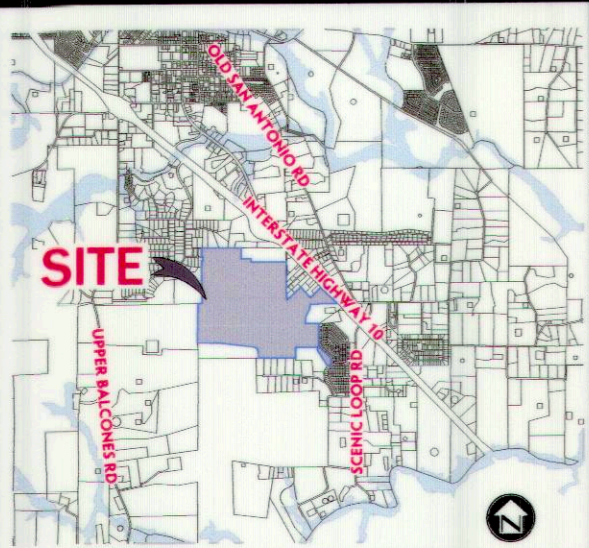 OLD SAN ANTONIO RD
INTERSTATE HIGHWAY 10
SITE
UPPER BALCONES RD
SCENIC LOOP RD
N